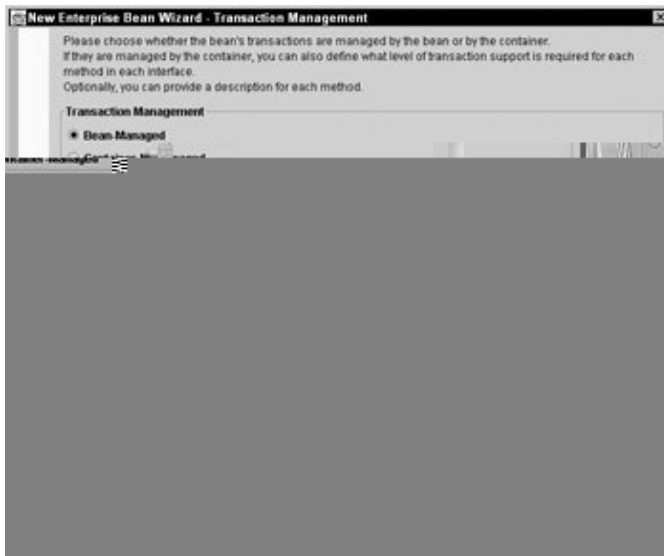 New Enterprise Bean Wizard - Transaction Management
Please choose whether the bean's transactions are managed by the bean or by the container.
If they are managed by the container, you can also define what level of transaction support is required for each
method in each interface.
Optionally, you can provide a description for each method.
Transaction Management
Bean-Managed